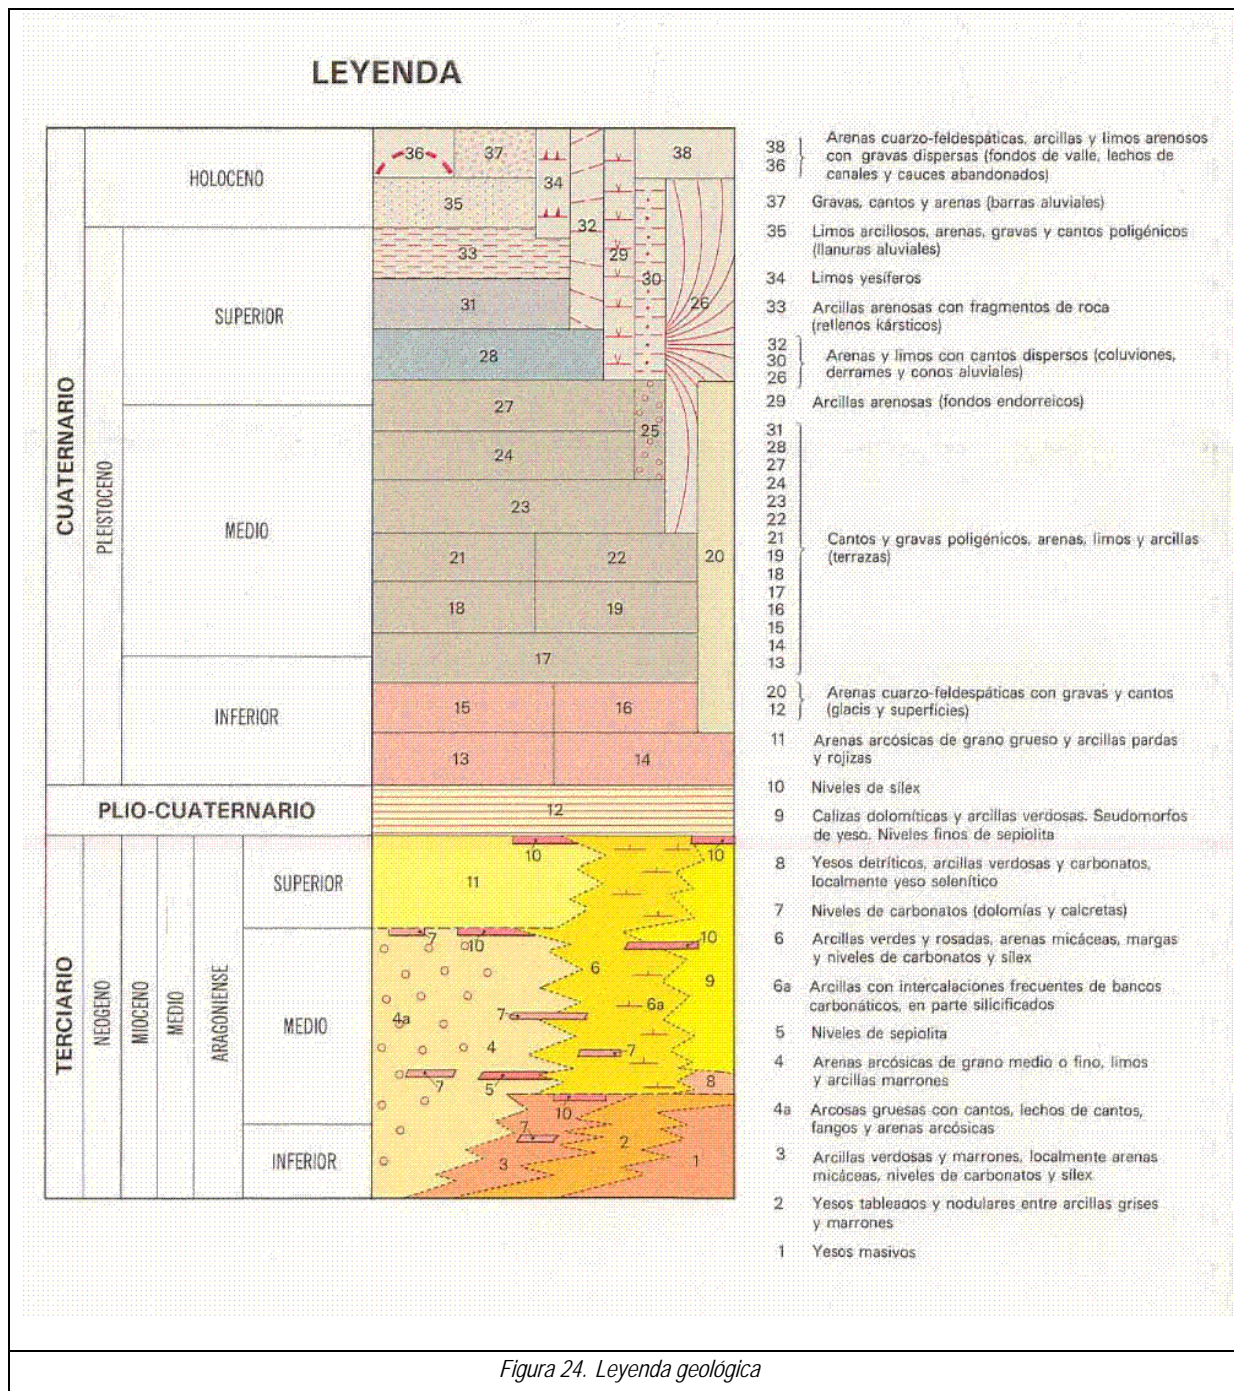 LEYENDA
CUATERNARIO
PLEISTOCENO
HOLOCENO
SUPERIOR
MEDIO
INFERIOR
PLIO-CUATERNARIO
TERCIARIO
NEOGENO
MIOCENO
MEDIO
ARAGONIENSE
SUPERIOR
MEDIO
INFERIOR
36 37 34 38
35 32
33 29 30 26
31
28
27 25
24
23
21 22 20
18 19
17
15 16
13 14
12
10 10
11
7 10 10
6 9
4a 7 6a
4 7
7 5 8
10
7 2
3 1
38
36
Arenas cuarzo-feldespáticas, arcillas y limos arenosos
con gravas dispersas (fondos de valle, lechos de
canales y cauces abandonados)
37 Gravas, cantos y arenas (barras aluviales)
35 Limos arcillosos, arenas, gravas y cantos poligénicos
(llanuras aluviales)
34 Limos yesíferos
33 Arcillas arenosas con fragmentos de roca
(rellenos kársticos)
32
30
26
Arenas y limos con cantos dispersos (coluviones,
derrames y conos aluviales)
29 Arcillas arenosas (fondos endorreicos)
31
28
27
24
23
22
21
19
18
17
16
15
14
13
Cantos y gravas poligénicos, arenas, limos y arcillas
(terrazas)
20
12
Arenas cuarzo-feldespáticas con gravas y cantos
(glacis y superficies)
11 Arenas arcósicas de grano grueso y arcillas pardas
y rojizas
10 Niveles de sílex
9 Calizas dolomíticas y arcillas verdosas. Seudomorfos
de yeso. Niveles finos de sepiolita
8 Yesos detríticos, arcillas verdosas y carbonatos,
localmente yeso selenítico
7 Niveles de carbonatos (dolomías y calcretas)
6 Arcillas verdes y rosadas, arenas micáceas, margas
y niveles de carbonatos y sílex
6a Arcillas con intercalaciones frecuentes de bancos
carbonáticos, en parte silicificados
5 Niveles de sepiolita
4 Arenas arcósicas de grano medio o fino, limos
y arcillas marrones
4a Arcosas gruesas con cantos, lechos de cantos,
fangos y arenas arcósicas
3 Arcillas verdosas y marrones, localmente arenas
micáceas, niveles de carbonatos y sílex
2 Yesos tableados y nodulares entre arcillas grises
y marrones
1 Yesos masivos
Figura 24. Leyenda geológica